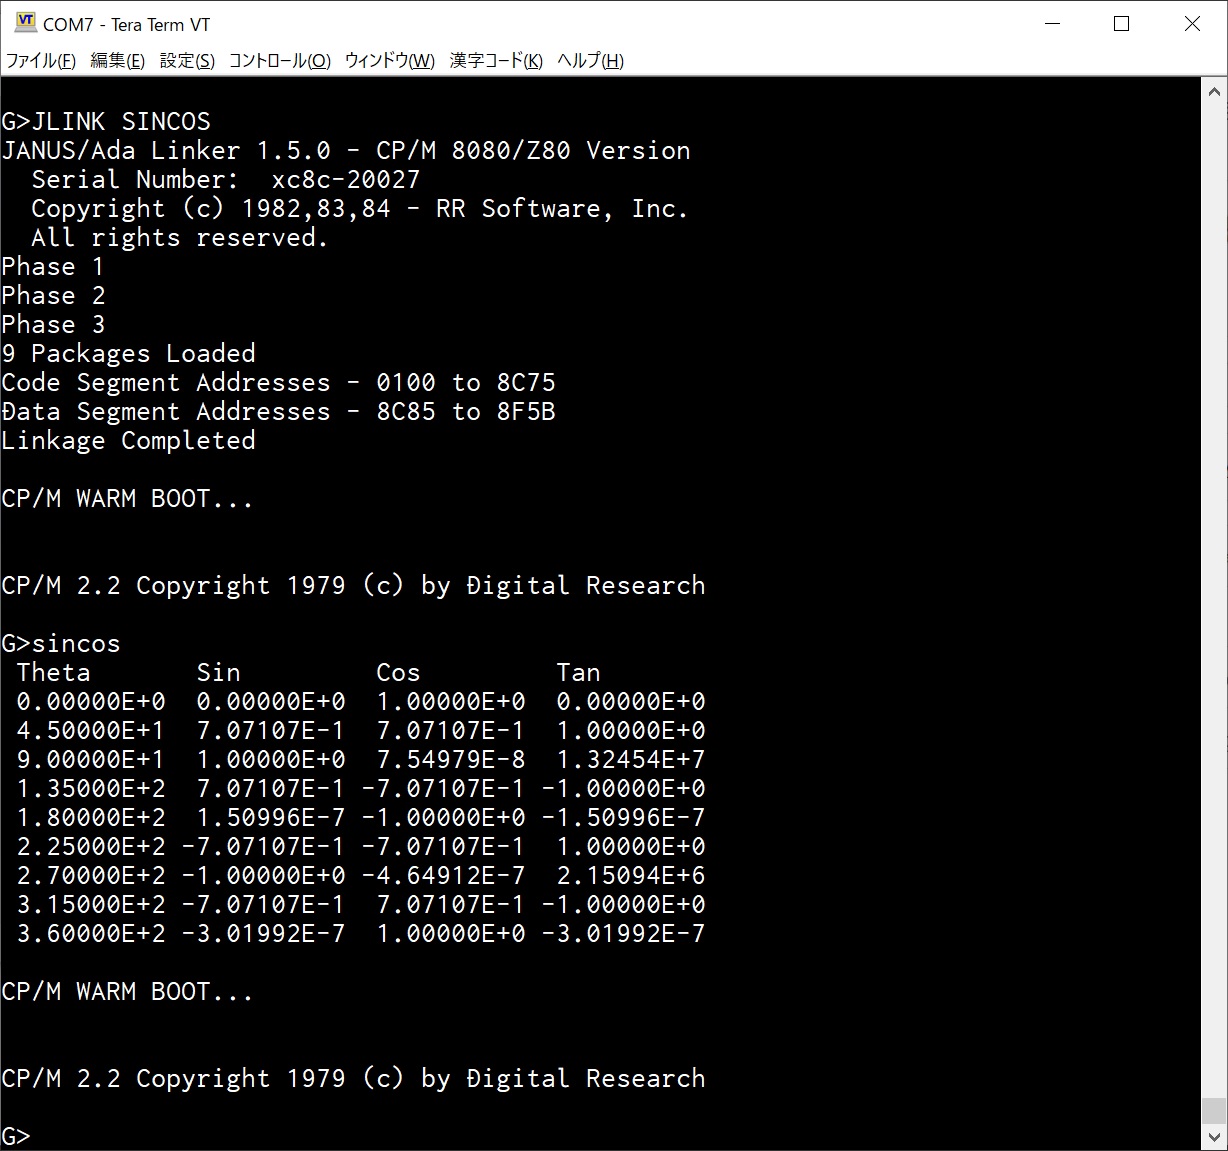 COM7 - Tera Term VT
ファイル(F) 編集(E) 設定(S) コントロール(O) ウィンドウ(W) 漢字コード(K) ヘルプ(H)
G>JLINK SINCOS
JANUS/Ada Linker 1.5.0 - CP/M 8080/Z80 Version
  Serial Number:  xc8c-20027
  Copyright (c) 1982,83,84 - RR Software, Inc.
  All rights reserved.
Phase 1
Phase 2
Phase 3
9 Packages Loaded
Code Segment Addresses - 0100 to 8C75
Data Segment Addresses - 8C85 to 8F5B
Linkage Completed
CP/M WARM BOOT...
CP/M 2.2 Copyright 1979 (c) by Digital Research
G>sincos
 Theta       Sin         Cos         Tan
 0.00000E+0  0.00000E+0  1.00000E+0  0.00000E+0
 4.50000E+1  7.07107E-1  7.07107E-1  1.00000E+0
 9.00000E+1  1.00000E+0  7.54979E-8  1.32454E+7
 1.35000E+2  7.07107E-1 -7.07107E-1 -1.00000E+0
 1.80000E+2  1.50996E-7 -1.00000E+0 -1.50996E-7
 2.25000E+2 -7.07107E-1 -7.07107E-1  1.00000E+0
 2.70000E+2 -1.00000E+0 -4.64912E-7  2.15094E+6
 3.15000E+2 -7.07107E-1  7.07107E-1 -1.00000E+0
 3.60000E+2 -3.01992E-7  1.00000E+0 -3.01992E-7
CP/M WARM BOOT...
CP/M 2.2 Copyright 1979 (c) by Digital Research
G>